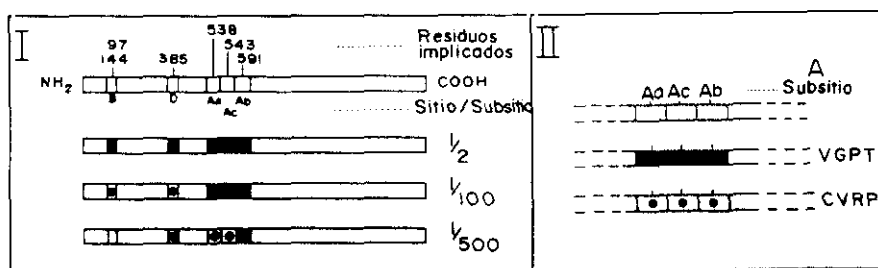 I
538
97
543
144
385
591
Residuos
implicados
NH₂
COOH
B
D
Aa
Ac
Ab
Sitio/Subsitio
1/2
1/100
1/500
II
A
Aa Ac Ab
Subsitio
VGPT
CVRP